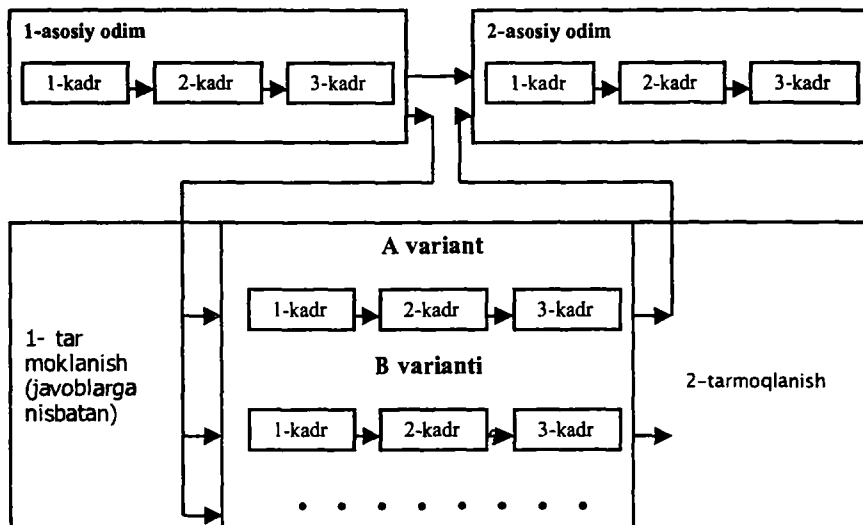 1-asosiy odim
2-asosiy odim
1-kadr 2-kadr 3-kadr
1-kadr 2-kadr 3-kadr
A variant
1-kadr 2-kadr 3-kadr
1- tar
moklanish
(javoblarga
nisbatan)
B varianti
2-tarmoqlanish
1-kadr 2-kadr 3-kadr
. . . . . . . .